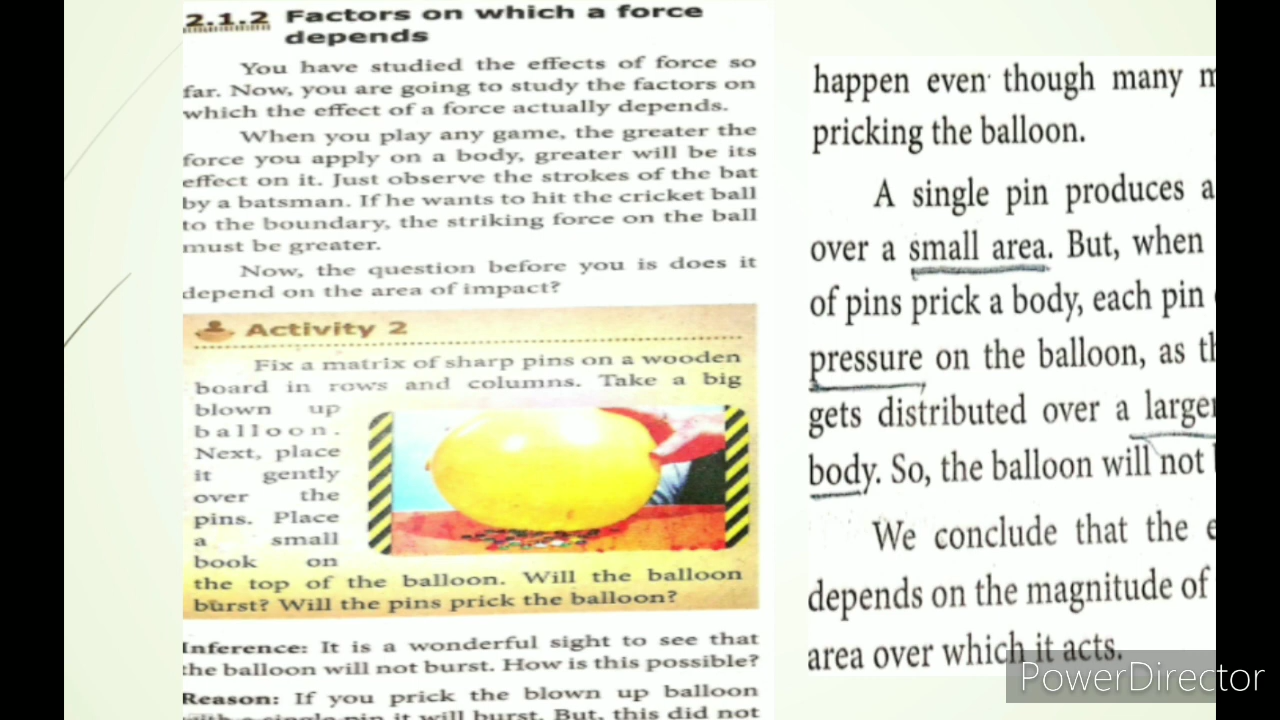 2.1.2 Factors on which a force
depends
You have studied the effects of force so
far. Now, you are going to study the factors on
which the effect of a force actually depends.
When you play any game, the greater the
force you apply on a body, greater will be its
effect on it. Just observe the strokes of the bat
by a batsman. If he wants to hit the cricket ball
to the boundary, the striking force on the ball
must be greater.
Now, the question before you is does it
depend on the area of impact?
Activity 2
Fix a matrix of sharp pins on a wooden
board in rows and columns. Take a big
blown up
balloon.
Next, place
it gently
over the
pins. Place
a small
book on
the top of the balloon. Will the balloon
burst? Will the pins prick the balloon?
Inference: It is a wonderful sight to see that
the balloon will not burst. How is this possible?
Reason: If you prick the blown up balloon
with a single pin it will burst. But, this did not
happen even though many
pricking the balloon.
A single pin produces a
over a small area. But, when
of pins prick a body, each pin
pressure on the balloon, as
gets distributed over a
body. So, the balloon will not
We conclude that the
depends on the magnitude of
area over which it acts.
PowerDirector